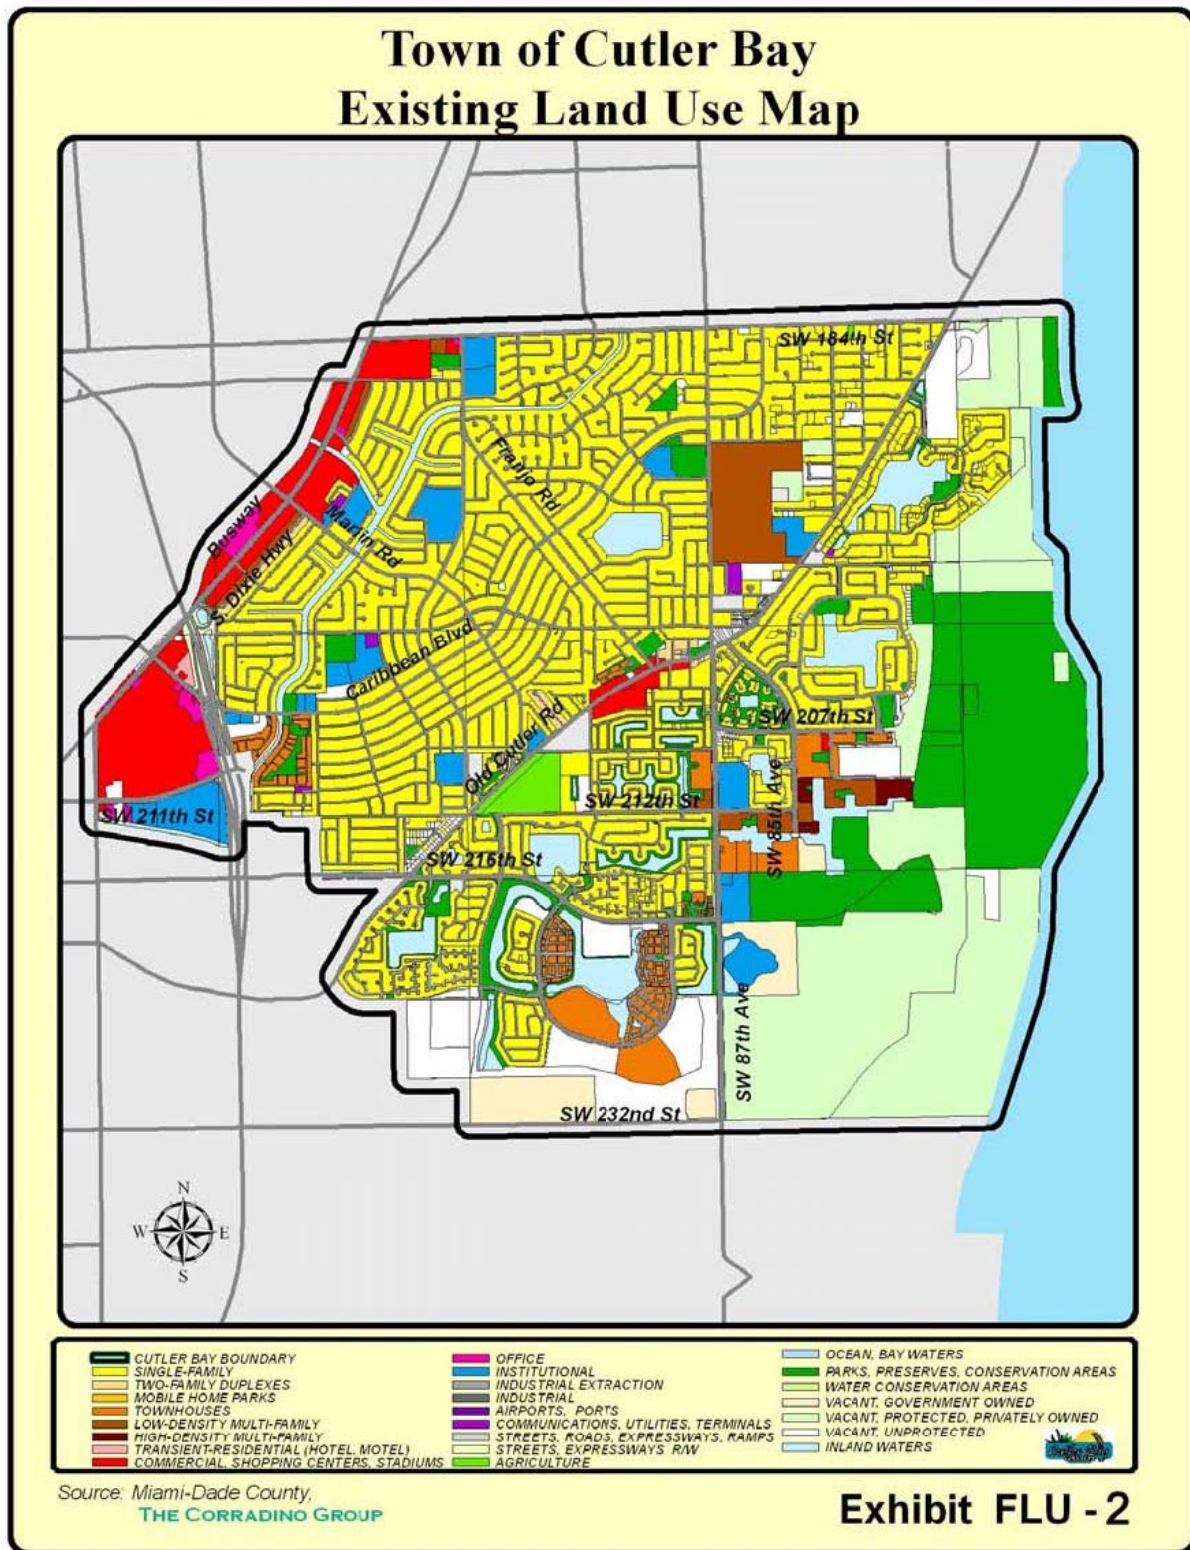 Town of Cutler Bay
Existing Land Use Map
SW 184th St
Franjo Rd
Busway
Marlin Rd
S. Dixie Hwy
Caribbean Blvd
SW 207th St
Old Cutler Rd
SW 212th St
SW 85th Ave
SW 211th St
SW 216th St
SW 87th Ave
SW 232nd St
N
W E
S
CUTLER BAY BOUNDARY
SINGLE-FAMILY
TWO-FAMILY DUPLEXES
MOBILE HOME PARKS
TOWNHOUSES
LOW-DENSITY MULTI-FAMILY
HIGH-DENSITY MULTI-FAMILY
TRANSIENT-RESIDENTIAL (HOTEL, MOTEL)
COMMERCIAL, SHOPPING CENTERS, STADIUMS
OFFICE
INSTITUTIONAL
INDUSTRIAL EXTRACTION
INDUSTRIAL
AIRPORTS, PORTS
COMMUNICATIONS, UTILITIES, TERMINALS
STREETS, ROADS, EXPRESSWAYS, RAMPS
STREETS, EXPRESSWAYS R/W
AGRICULTURE
OCEAN, BAY WATERS
PARKS, PRESERVES, CONSERVATION AREAS
WATER CONSERVATION AREAS
VACANT, GOVERNMENT OWNED
VACANT, PROTECTED, PRIVATELY OWNED
VACANT, UNPROTECTED
INLAND WATERS
Source: Miami-Dade County,
THE CORRADINO GROUP
Exhibit FLU - 2